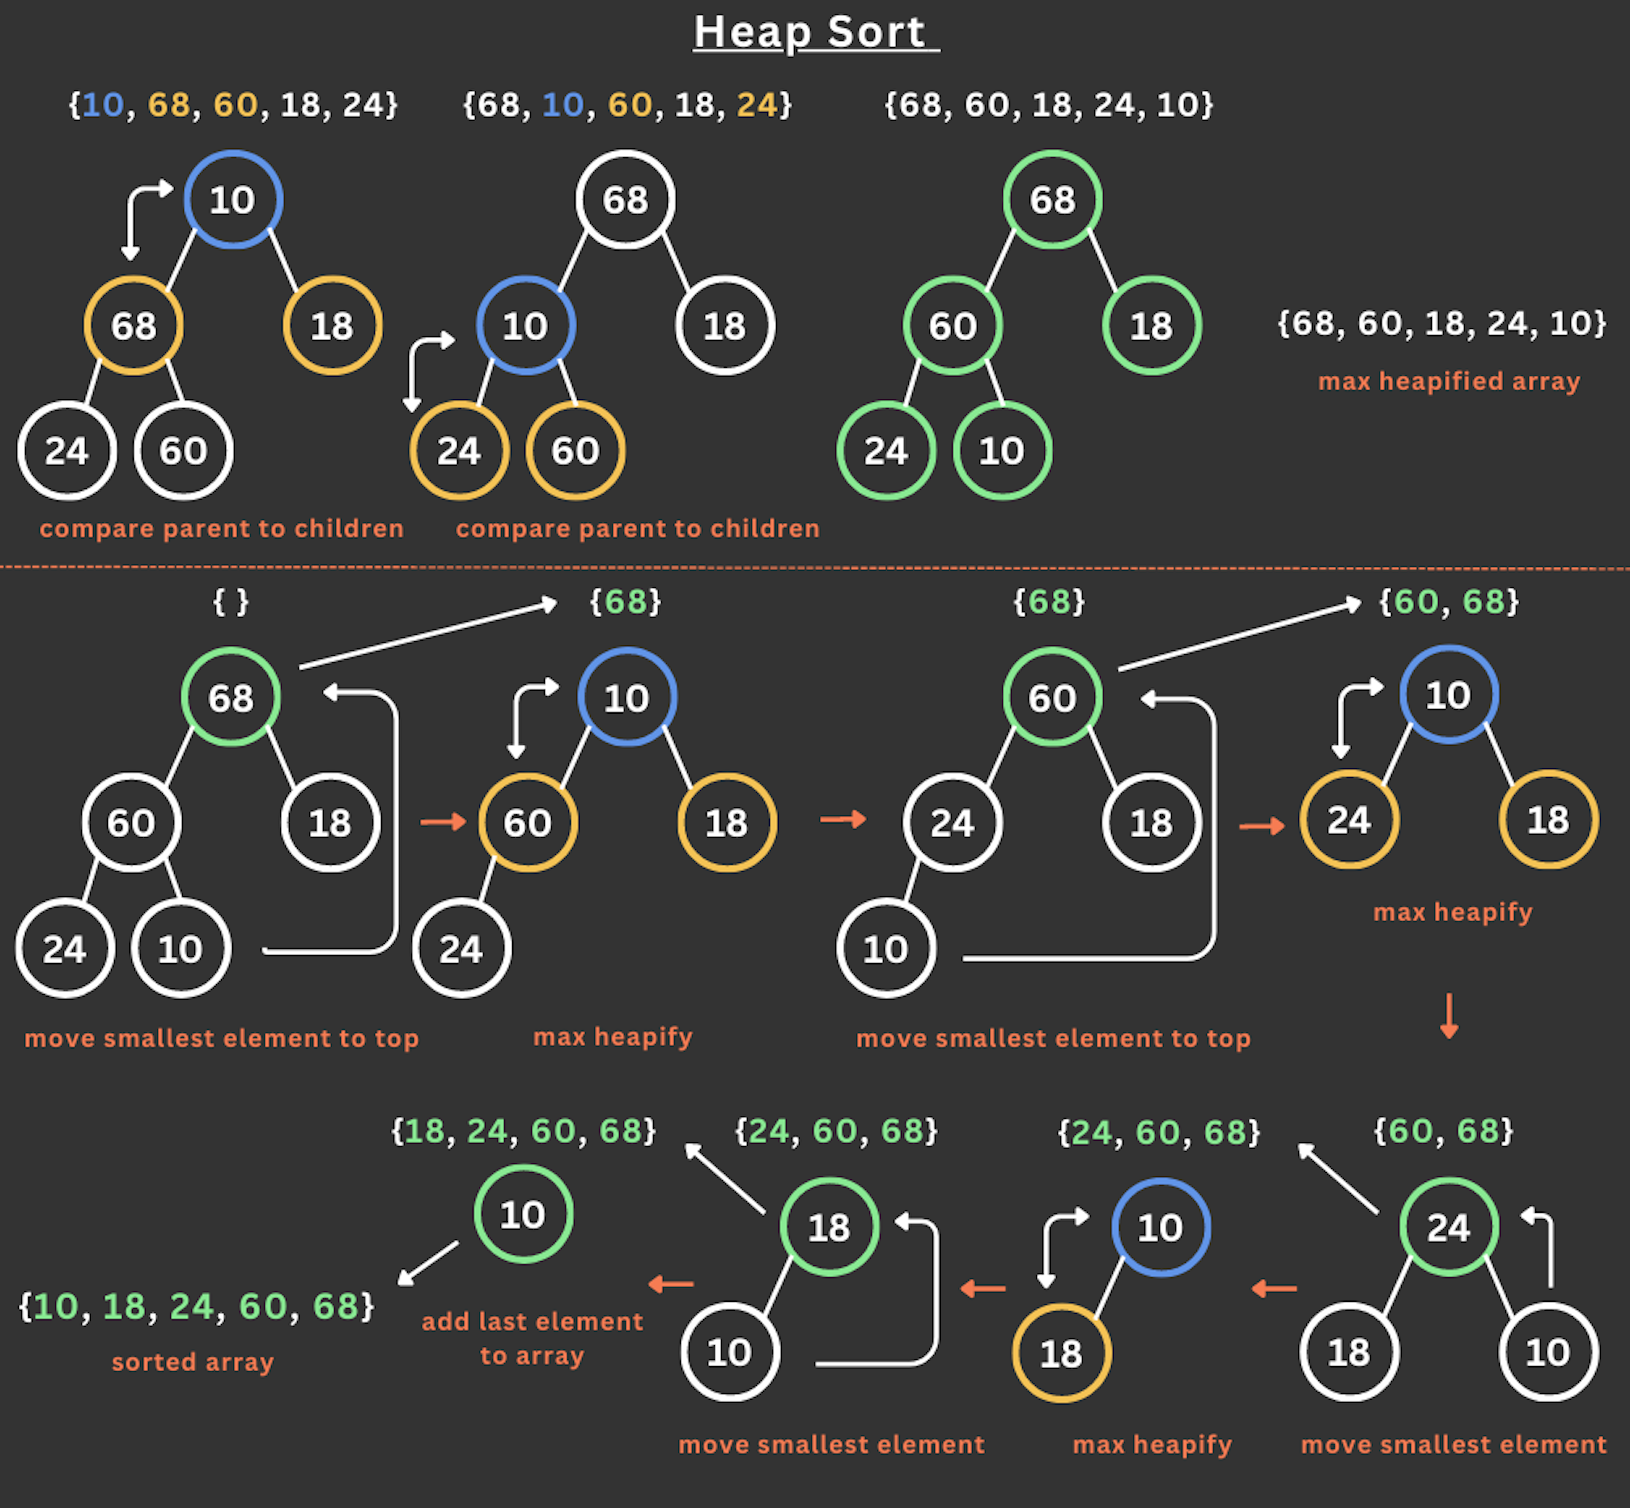 Heap Sort
{10, 68, 60, 18, 24}
{68, 10, 60, 18, 24}
{68, 60, 18, 24, 10}
10
68
68
68
18
10
18
60
18
{68, 60, 18, 24, 10}
max heapified array
24
60
24
60
24
10
compare parent to children
compare parent to children
{ }
{68}
{68}
{60, 68}
68
10
60
10
60
18
60
18
24
18
24
18
max heapify
24
10
24
10
move smallest element to top
max heapify
move smallest element to top
{18, 24, 60, 68}
{24, 60, 68}
{24, 60, 68}
{60, 68}
10
18
10
24
{10, 18, 24, 60, 68}
sorted array
add last element
to array
10
18
18
10
move smallest element
max heapify
move smallest element